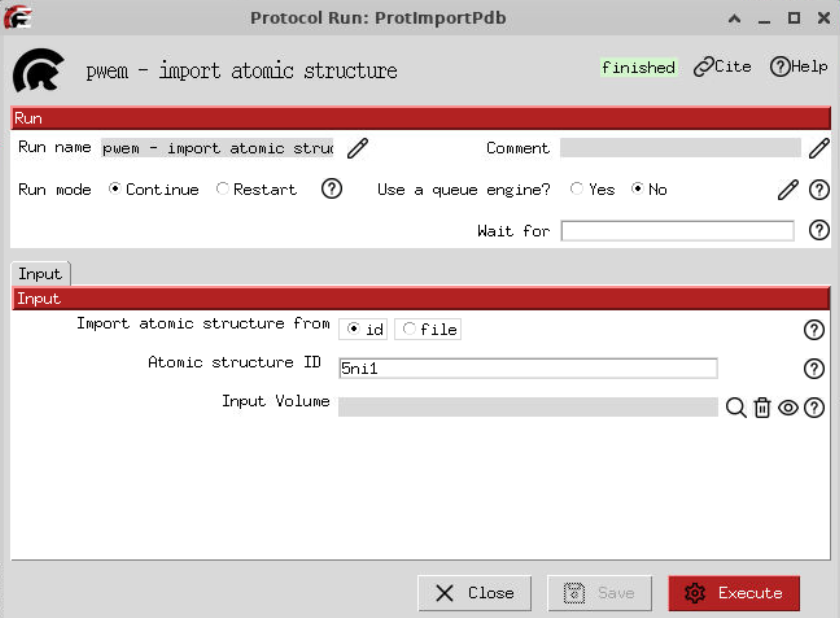 Protocol Run: ProtImportPdb
pwem - import atomic structure
finished Cite Help
Run
Run name pwem - import atomic struc Comment
Run mode Continue Restart Use a queue engine? Yes No
Wait for
Input
Input
Import atomic structure from id file
Atomic structure ID 5ni1
Input Volume
Close Save Execute